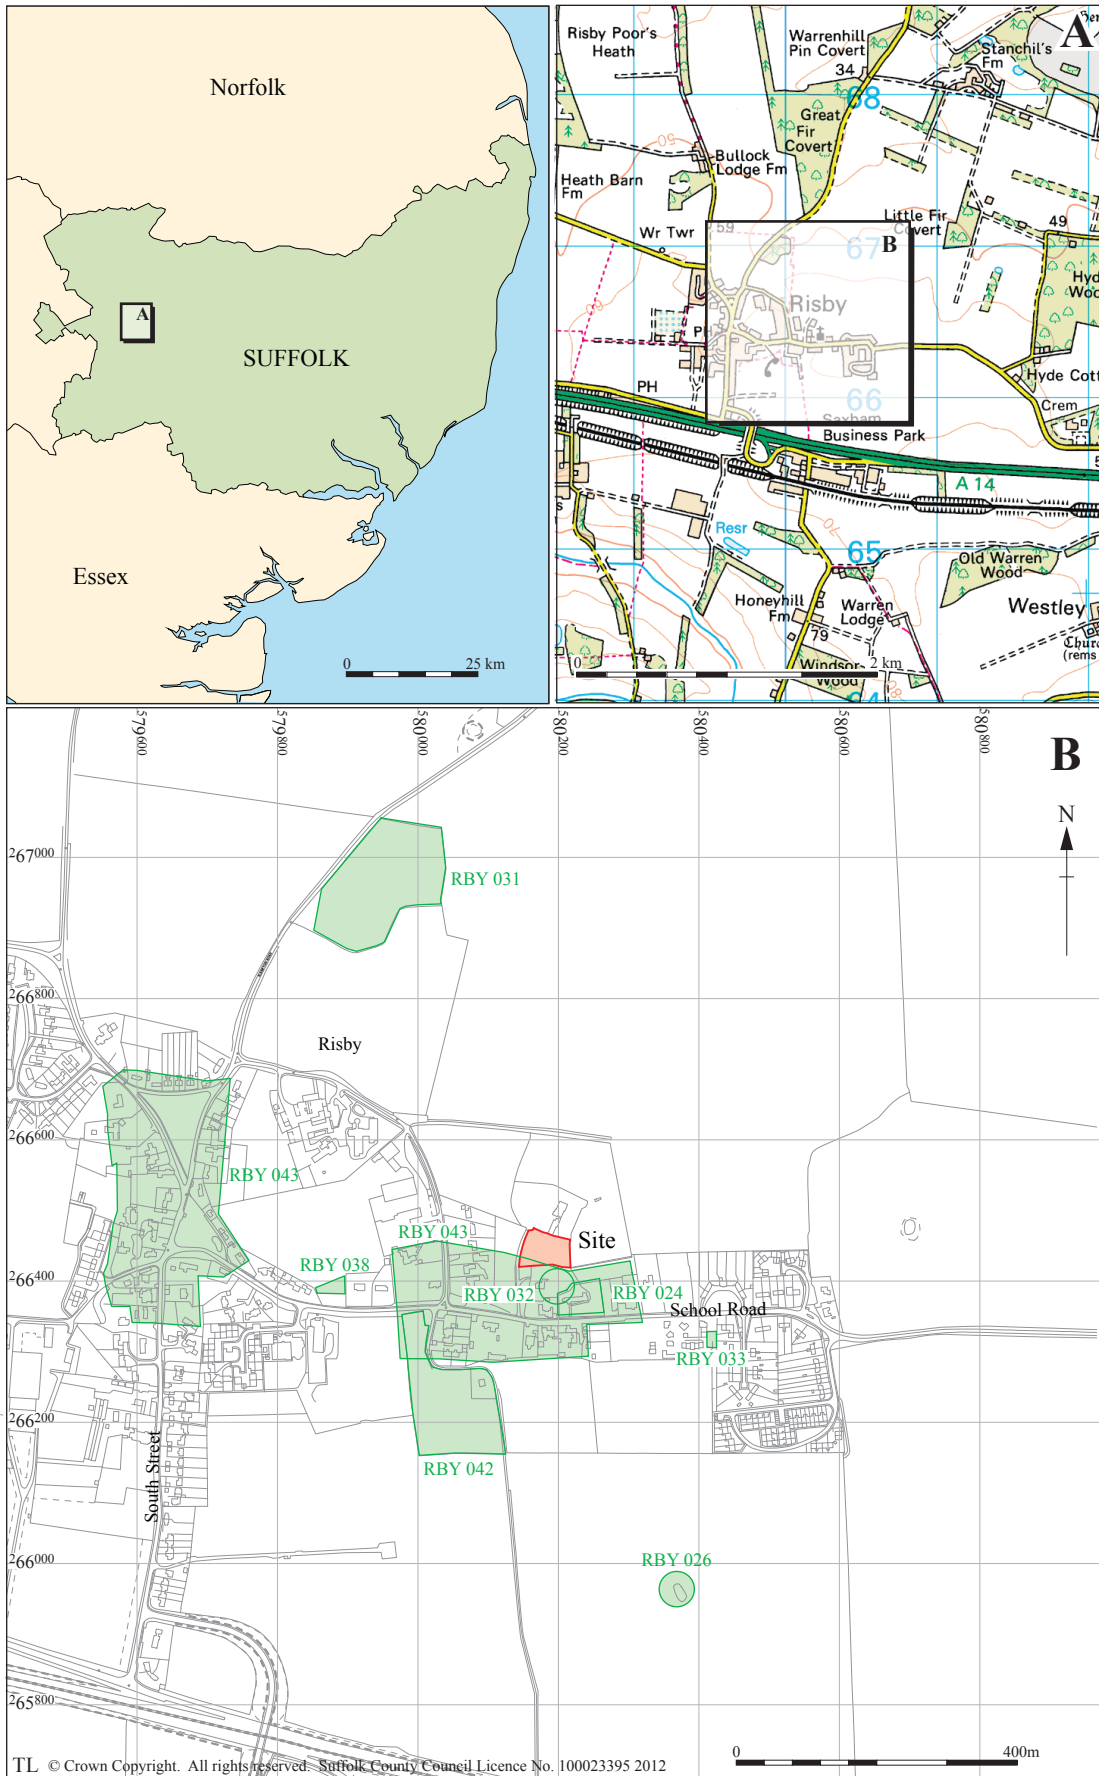 Norfolk
A
SUFFOLK
Essex
0 25 km
A
Risby Poor's
Heath
Warrenhill
Pin Covert
34
Stanchil's
Fm
68
Great
Fir
Covert
50
Bullock
Lodge Fm
Heath Barn
Fm
Little Fir
Covert
49
59
Wr Twr
B
67
Risby
PH
Hyde Cott
66
PH
Crem
Saxham
Business Park
A 14
Resr
70
65
Old Warren
Wood
Honeyhill
Fm
Warren
Lodge
Westley
79
Windsor
Wood
(rems
0 2 km
64
B
579600
579800
580000
580200
580400
580600
580800
N
267000
RBY 031
266800
Risby
266600
RBY 043
RBY 043
Site
RBY 038
266400
RBY 032
RBY 024
School Road
RBY 033
266200
South Street
RBY 042
266000
RBY 026
265800
0 400m
TL © Crown Copyright. All rights reserved. Suffolk County Council Licence No. 100023395 2012